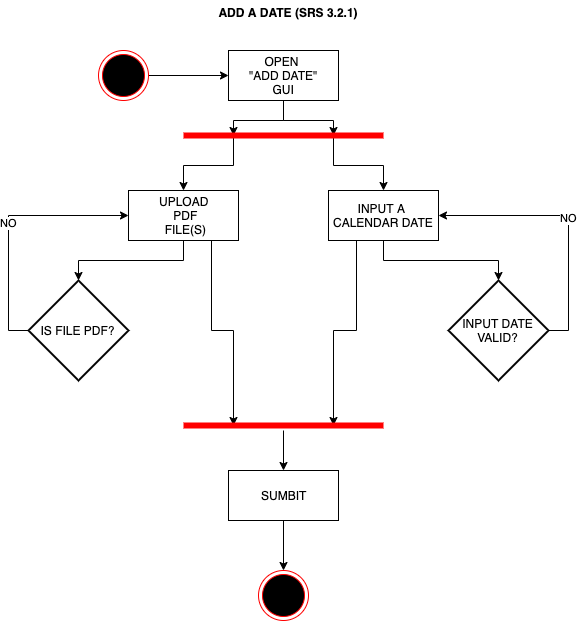 ADD A DATE (SRS 3.2.1)
OPEN
"ADD DATE"
GUI
UPLOAD
PDF
FILE(S)
INPUT A
CALENDAR DATE
NO
NO
IS FILE PDF?
INPUT DATE
VALID?
SUMBIT